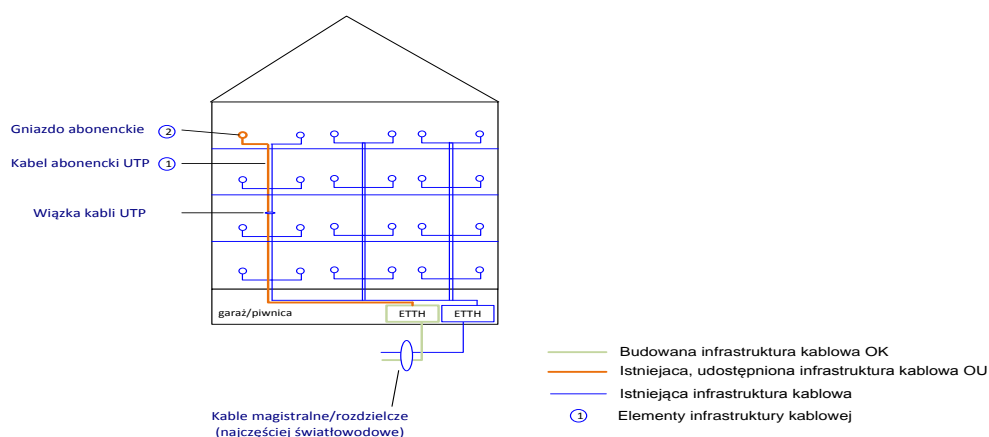 Gniazdo abonenckie 2
Kabel abonencki UTP 1
Wiązka kabli UTP
garaż/piwnica
ETTH
ETTH
Kable magistralne/rozdzielcze
(najczęściej światłowodowe)
Budowana infrastruktura kablowa OK
Istniejaca, udostępniona infrastruktura kablowa OU
Istniejąca infrastruktura kablowa
1 Elementy infrastruktury kablowej